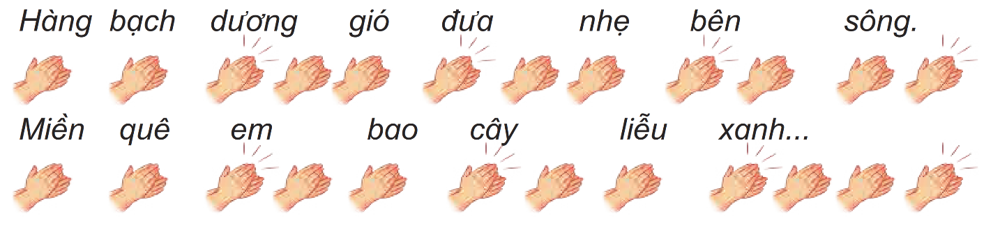 Hàng bạch dương gió đưa nhẹ bên sông.
Miền quê em bao cây liễu xanh...